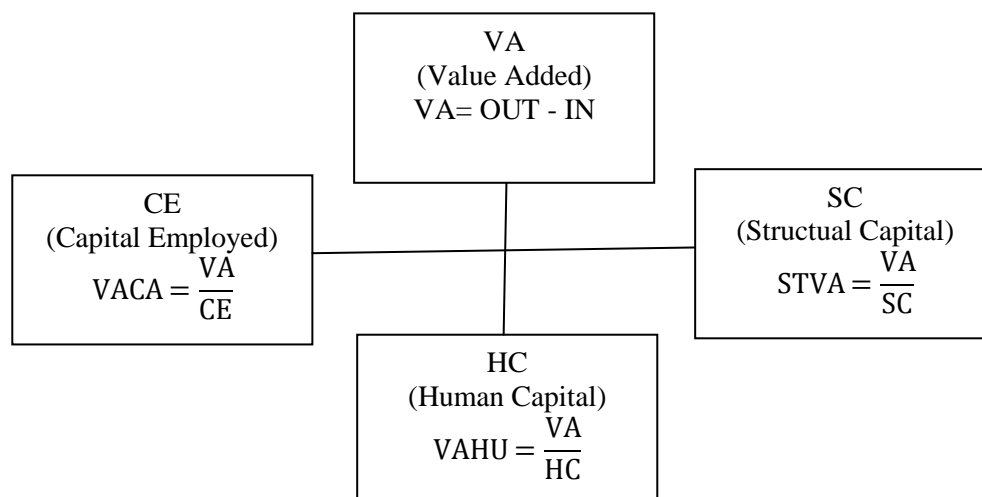 VA
(Value Added)
VA= OUT - IN
CE
(Capital Employed)
VACA = VA/CE
SC
(Structual Capital)
STVA = VA/SC
HC
(Human Capital)
VAHU = VA/HC